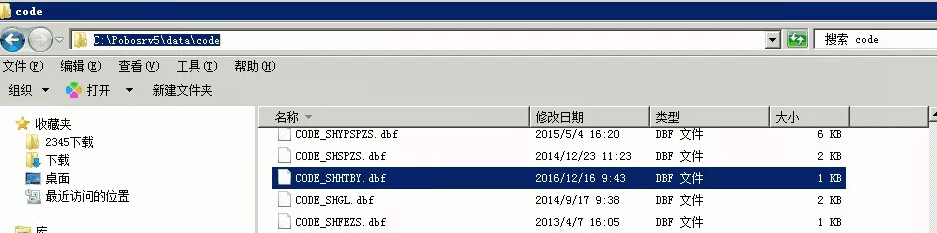 code
C:\Pobosrv5\data\code
搜索 code
文件(F) 编辑(E) 查看(V) 工具(T) 帮助(H)
组织 打开 新建文件夹
名称 修改日期 类型 大小
收藏夹
2345下载
下载
桌面
最近访问的位置
库
CODE_SHYPSPZS.dbf 2015/5/4 16:20 DBF 文件 6 KB
CODE_SHSPZS.dbf 2014/12/23 11:23 DBF 文件 2 KB
CODE_SHHTBY.dbf 2016/12/16 9:43 DBF 文件 1 KB
CODE_SHGL.dbf 2014/9/17 9:38 DBF 文件 2 KB
CODE_SHFEZS.dbf 2013/4/7 16:05 DBF 文件 1 KB